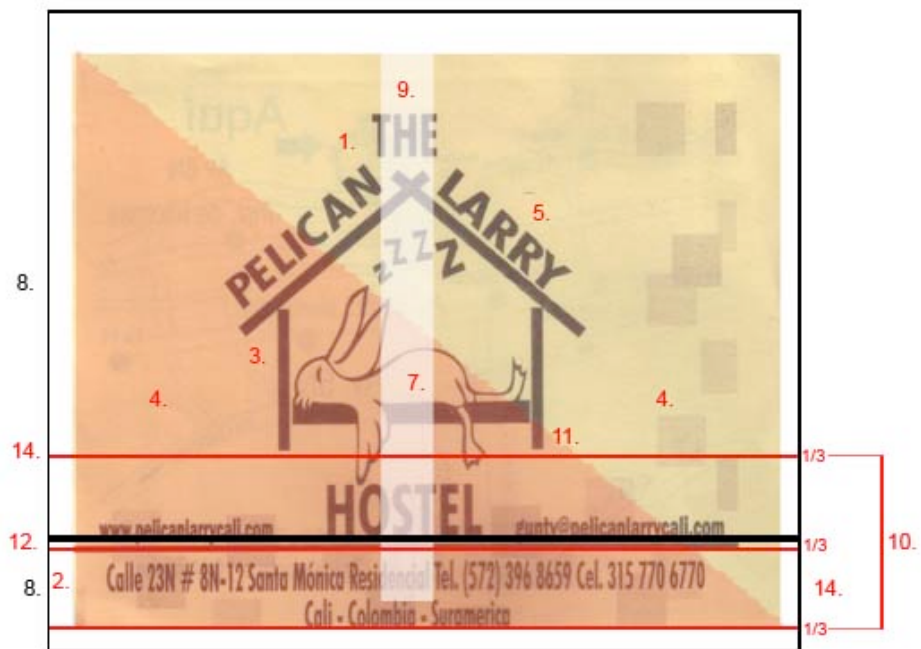 9.
Aquí
THE
1.
PELICAN LARRY
5.
z Z Z Z
8.
3.
7.
4. 4.
11.
14. 1/3
HOSTEL
www.pelicanlarrycali.com gunty@pelicanlarrycali.com
12. 1/3 10.
Calle 23N # 8N-12 Santa Mónica Residencial Tel. (572) 396 8659 Cel. 315 770 6770
8. 2. 14.
Cali - Colombia - Suramerica
1/3